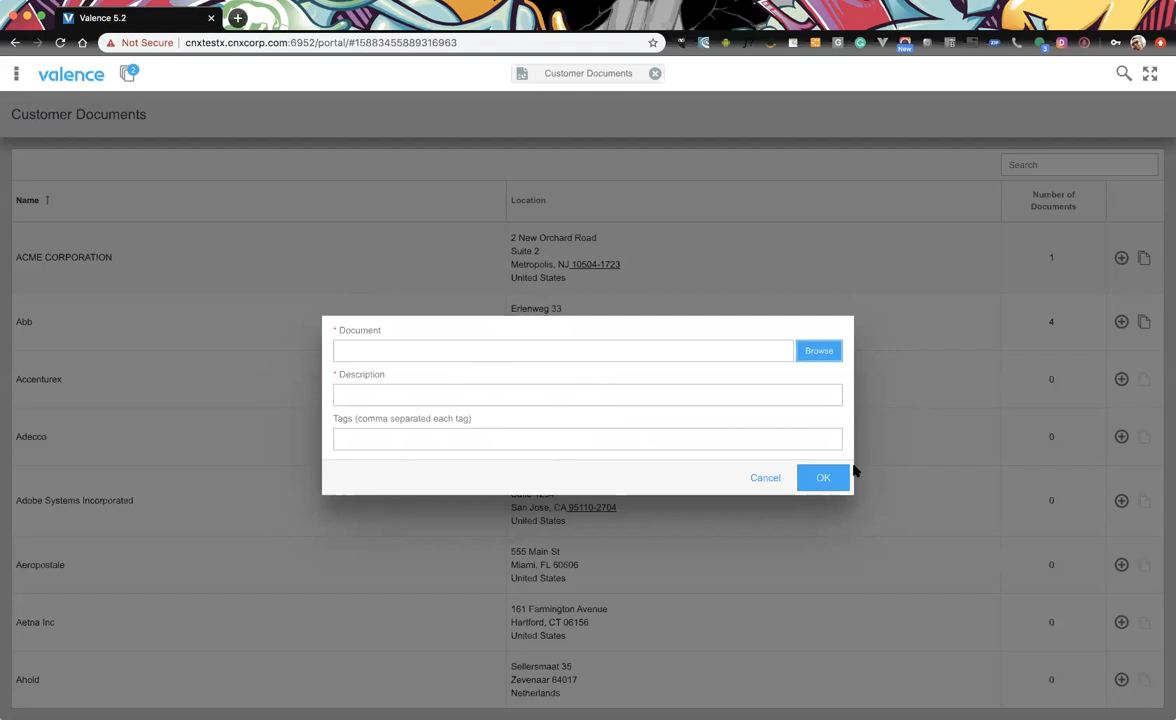 Valence 5.2
Not Secure cnxtestx.cnxcorp.com:6952/portal/#15883455889316963
New
ZIP
3
valence 2 Customer Documents
Customer Documents
Search
Name Location Number of
Documents
2 New Orchard Road
Suite 2
ACME CORPORATION 1
Metropolis, NJ 10504-1723
United States
Erlenweg 33
Abb 4
* Document
Browse
* Description
Accenturex 0
Tags (comma separated each tag)
Adecco 0
Cancel OK
Adobe Systems Incorporated 0
San Jose, CA 95110-2704
United States
555 Main St
Aeropostale Miami, FL 60606 0
United States
161 Farmington Avenue
Aetna Inc Hartford, CT 06156 0
United States
Sellersmaat 35
Ahold Zevenaar 64017 0
Netherlands